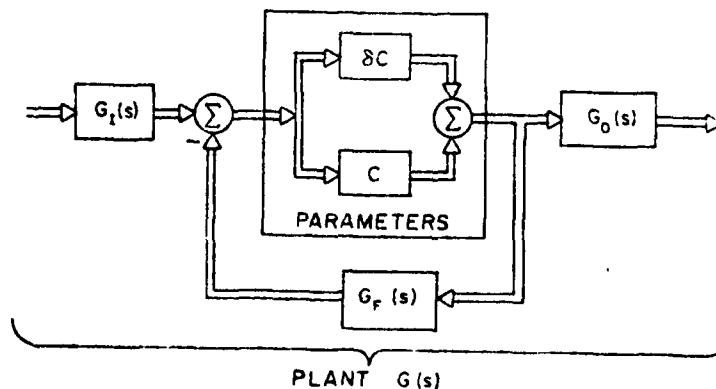 δC
G_I(s)
Σ
Σ
G_O(s)
-
C
PARAMETERS
G_F(s)
PLANT G(s)